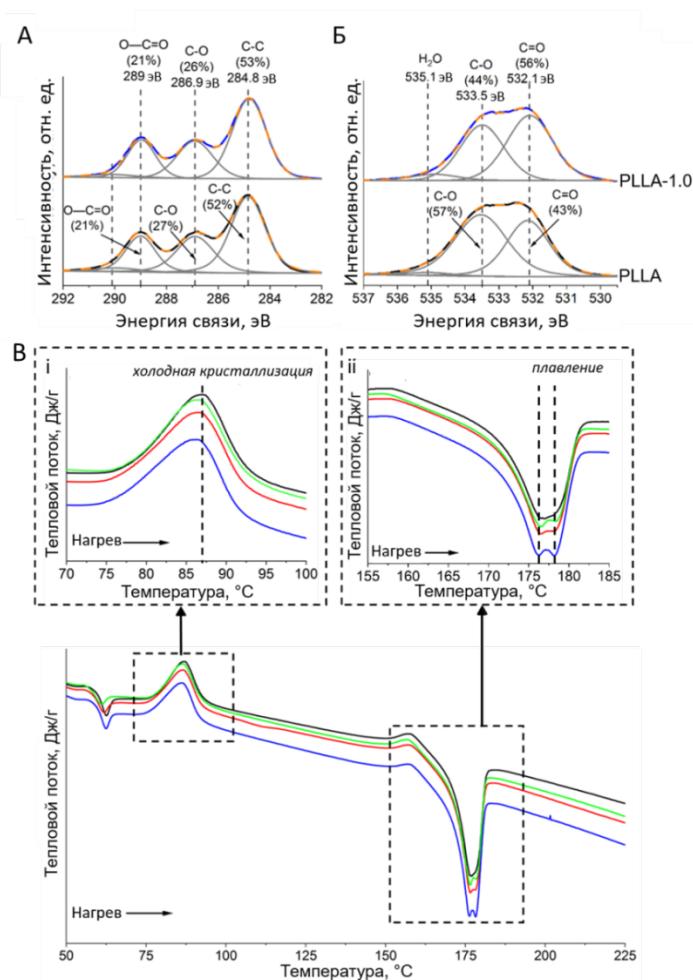 А
O—C=O
(21%)
289 эВ
C-O
(26%)
286.9 эВ
C-C
(53%)
284.8 эВ
O—C=O
(21%)
C-O
(27%)
C-C
(52%)
Интенсивность, отн. ед.
292 290 288 286 284 282
Энергия связи, эВ
Б
H₂O
535.1 эВ
C-O
(44%)
533.5 эВ
C=O
(56%)
532.1 эВ
PLLA-1.0
C-O
(57%)
C=O
(43%)
PLLA
Интенсивность, отн. ед.
537 536 535 534 533 532 531 530
Энергия связи, эВ
В
i
холодная кристаллизация
Тепловой поток, Дж/г
Нагрев
70 75 80 85 90 95 100
Температура, °C
ii
плавление
Тепловой поток, Дж/г
Нагрев
155 165 170 175 180 185
Температура, °C
Тепловой поток, Дж/г
Нагрев
50 75 100 125 150 175 200 225
Температура, °C